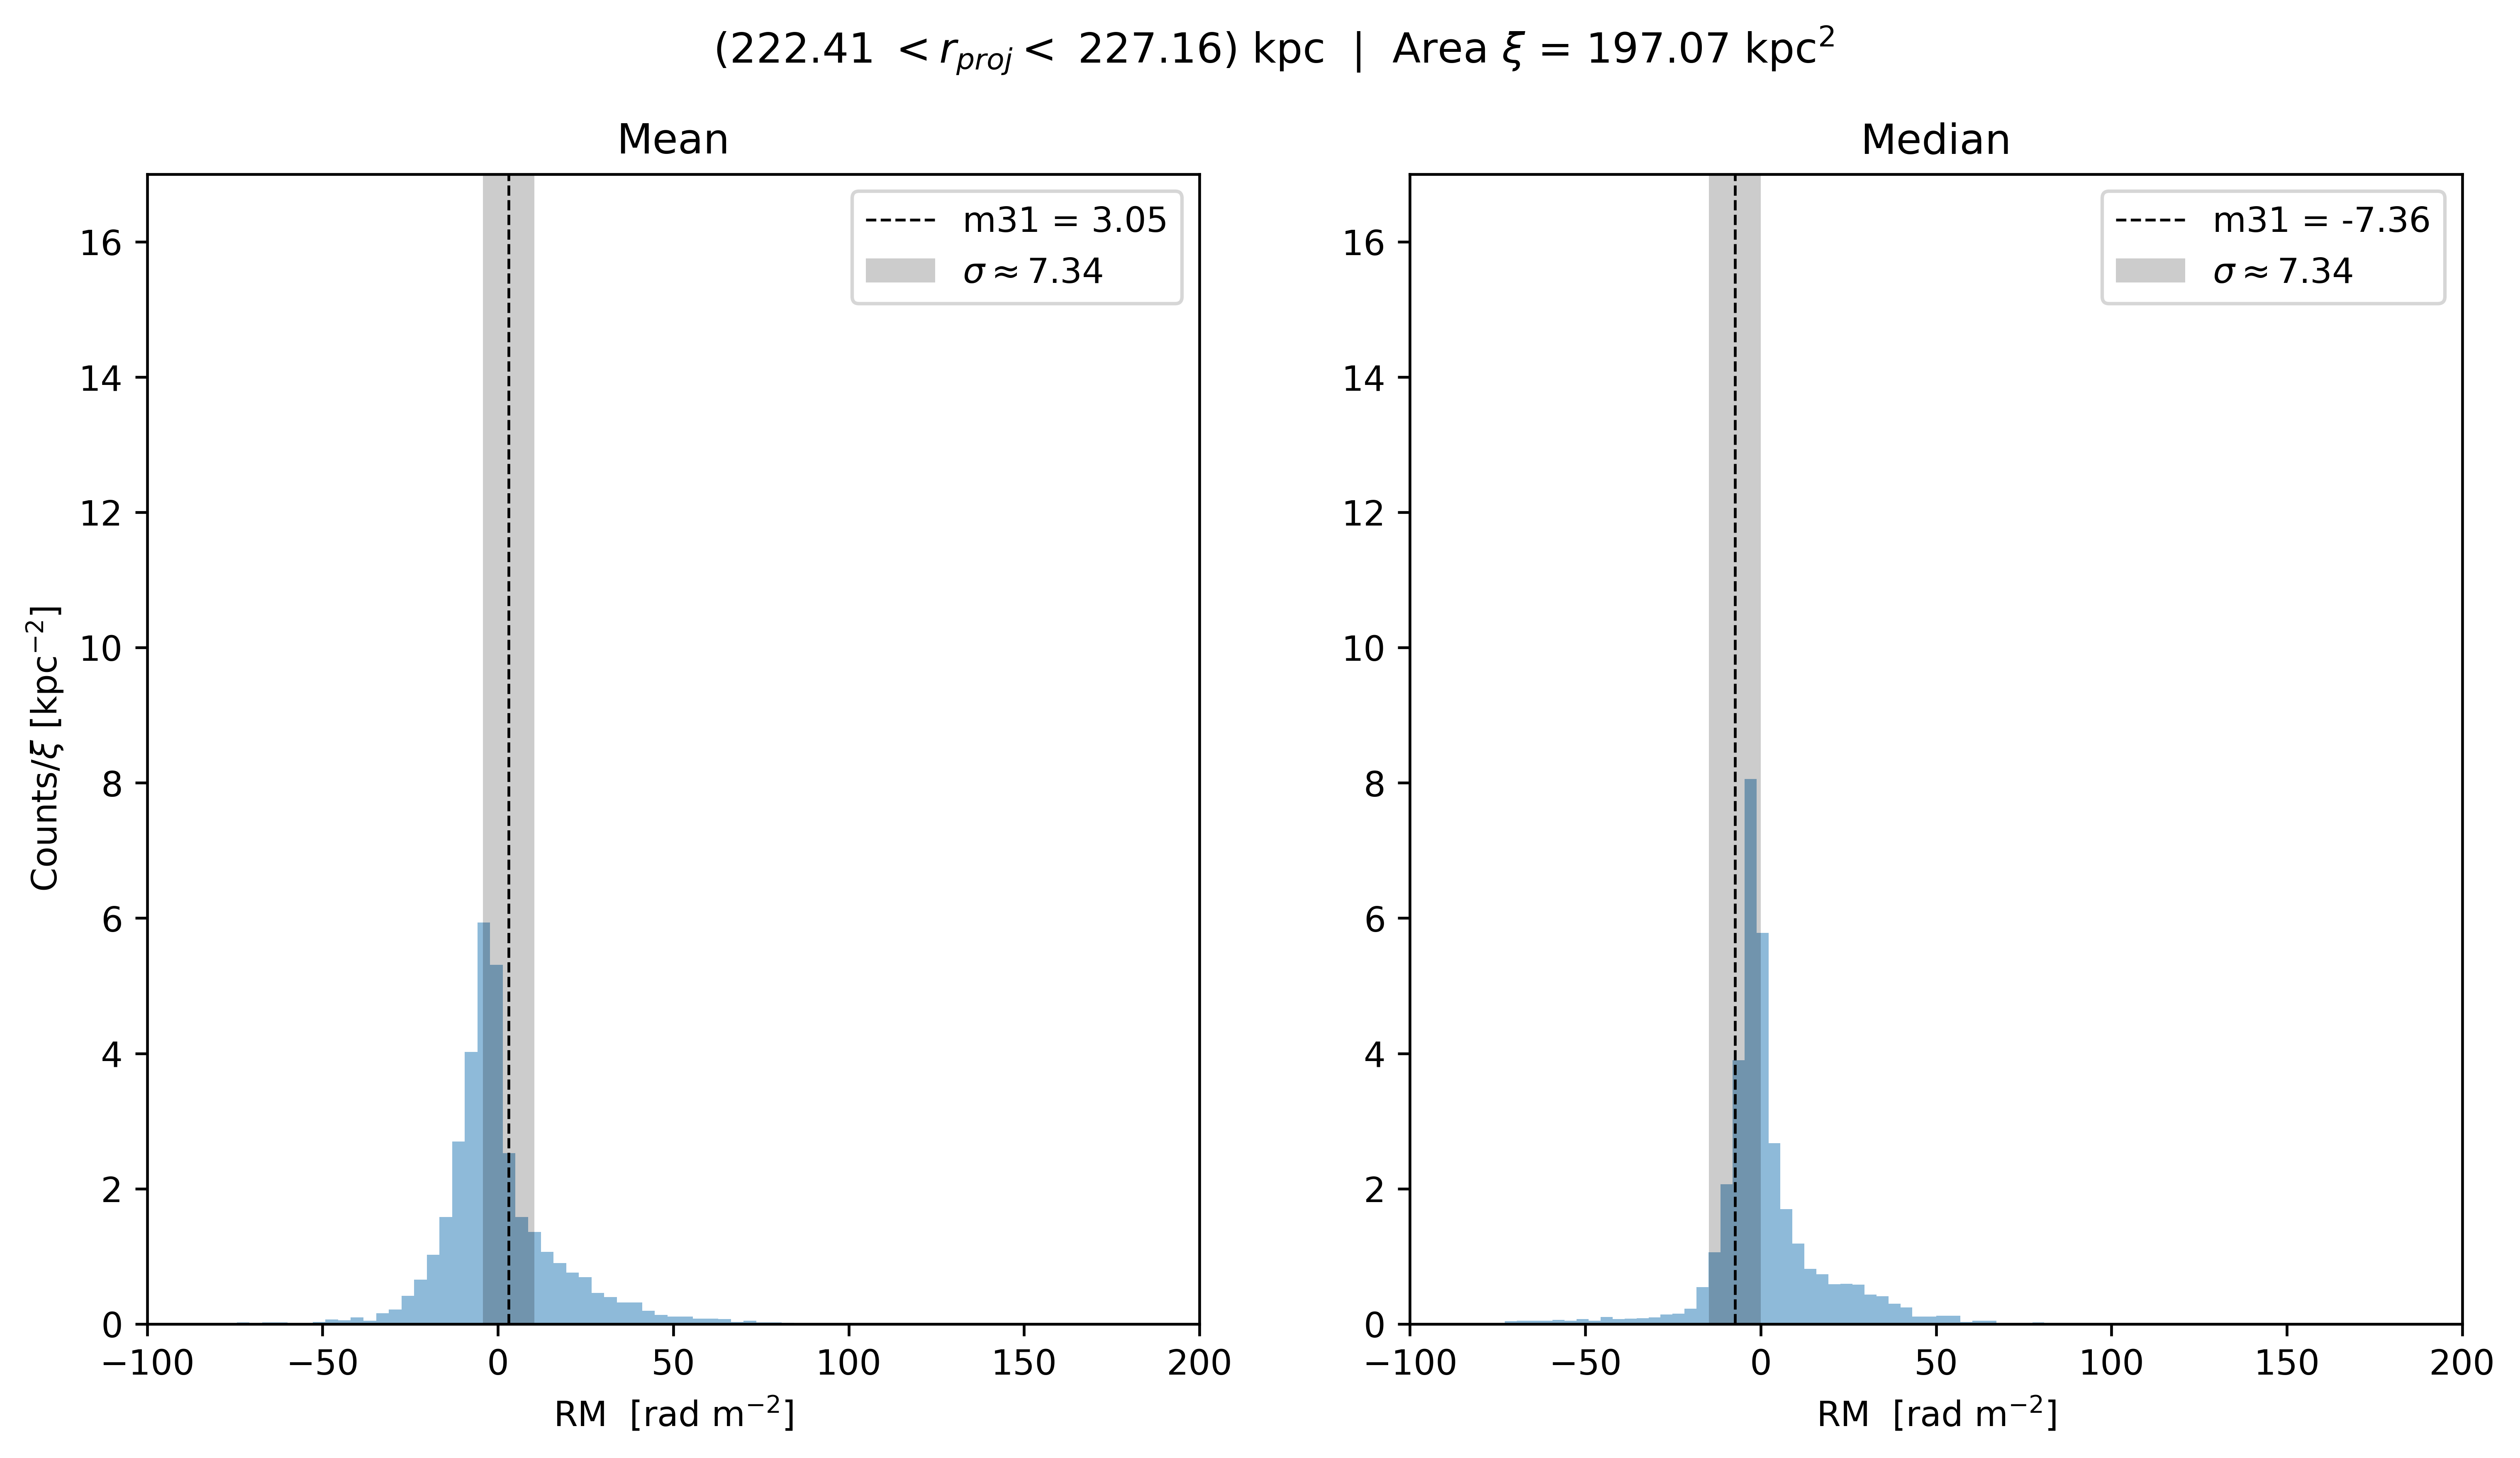 (222.41 < r_proj < 227.16) kpc | Area ξ = 197.07 kpc²
Mean
m31 = 3.05
σ ≈ 7.34
16
14
12
10
8
6
4
2
0
Counts/ξ [kpc⁻²]
−100 −50 0 50 100 150 200
RM [rad m⁻²]
Median
m31 = -7.36
σ ≈ 7.34
16
14
12
10
8
6
4
2
0
−100 −50 0 50 100 150 200
RM [rad m⁻²]